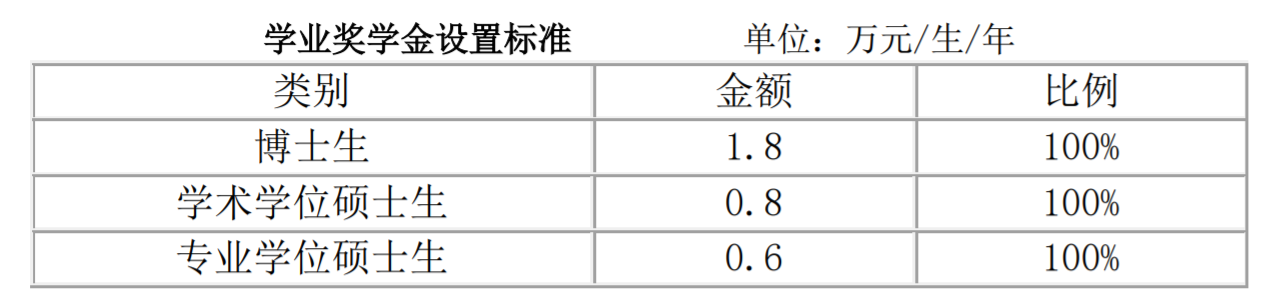 学业奖学金设置标准 单位：万元/生/年
类别 金额 比例
博士生 1.8 100%
学术学位硕士生 0.8 100%
专业学位硕士生 0.6 100%